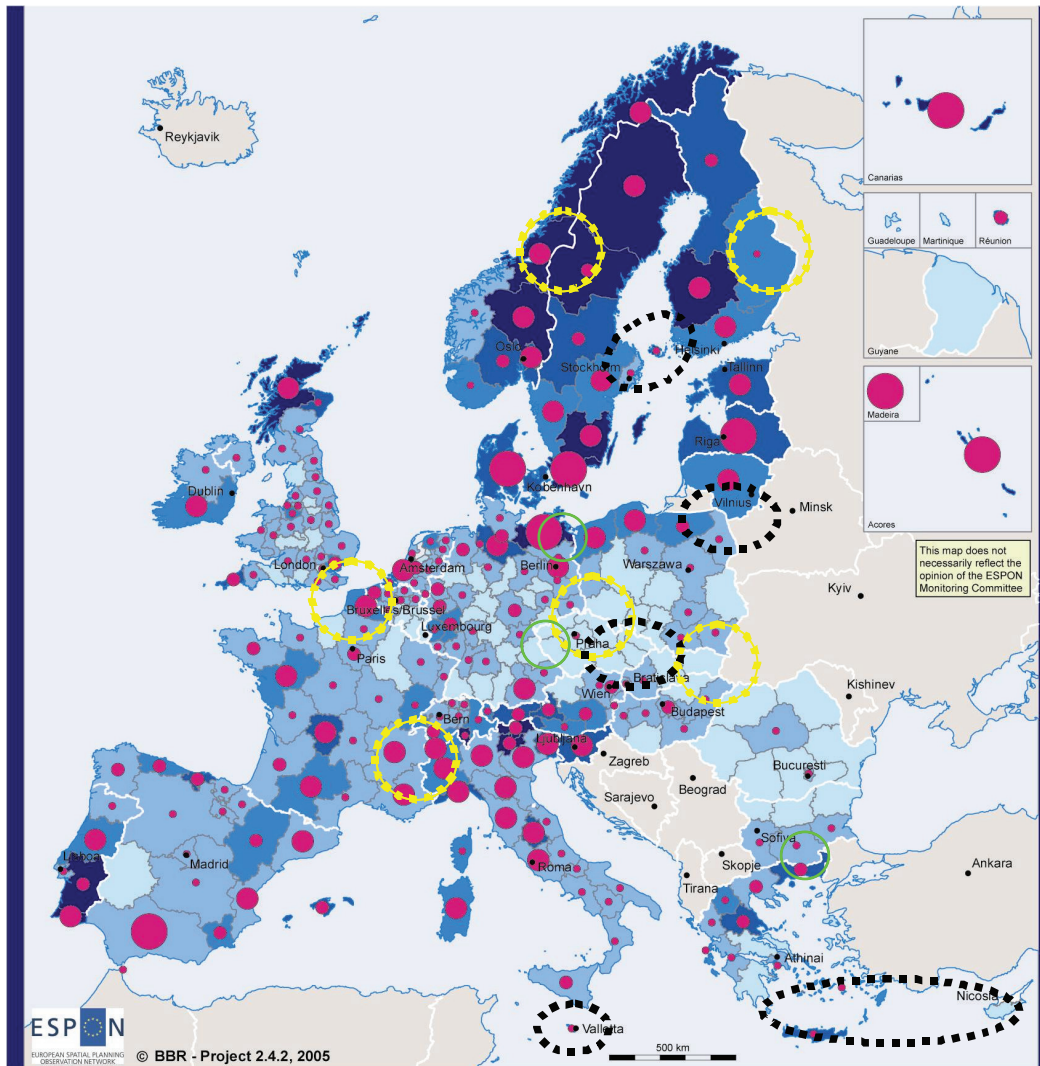 Reykjavik
Canarias
Guadeloupe
Martinique
Réunion
Guyane
Madeira
Acores
This map does not
necessarily reflect the
opinion of the ESPON
Monitoring Committee
Oslo
Helsinki
Stockholm
Tallinn
Riga
København
Vilnius
Minsk
Dublin
London
Amsterdam
Berlin
Warszawa
Kyiv
Bruxelles/Brussel
Luxembourg
Praha
Paris
Wien
Bratislava
Budapest
Kishinev
Bern
Ljubljana
Zagreb
Bucuresti
Beograd
Sarajevo
Sofiya
Skopje
Tirana
Ankara
Lisboa
Madrid
Roma
Athinai
Nicosia
Valletta
ESPON
EUROPEAN SPATIAL PLANNING
OBSERVATION NETWORK
© BBR - Project 2.4.2, 2005
500 km